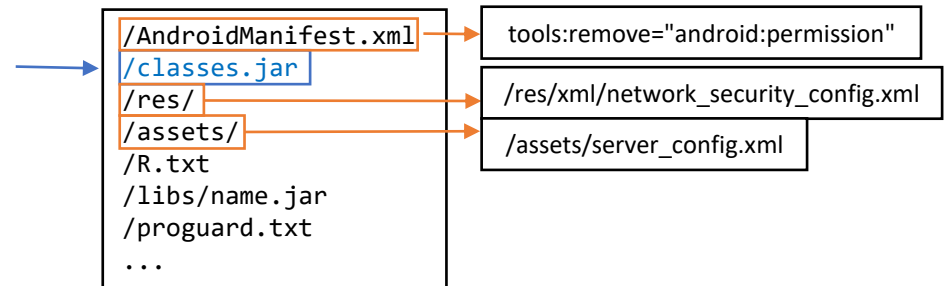 /AndroidManifest.xml
/classes.jar
/res/
/assets/
/R.txt
/libs/name.jar
/proguard.txt
...
tools:remove="android:permission"
/res/xml/network_security_config.xml
/assets/server_config.xml